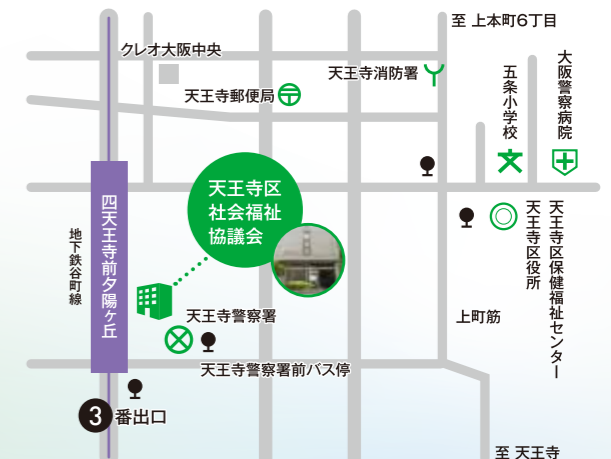 至 上本町6丁目
クレオ大阪中央
天王寺消防署
天王寺郵便局
五条小学校
大阪警察病院
天王寺区
社会福祉
協議会
四天王寺前夕陽ヶ丘
地下鉄谷町線
天王寺区役所
天王寺区保健福祉センター
天王寺警察署
上町筋
天王寺警察署前バス停
3番出口
至 天王寺